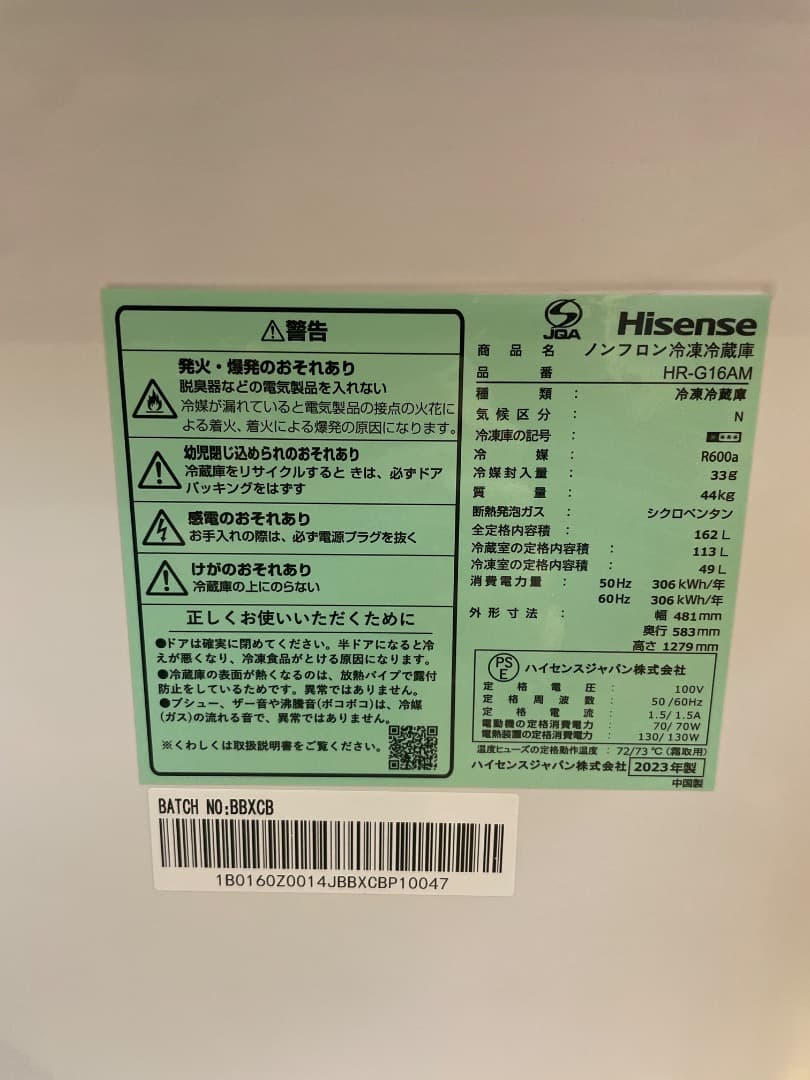 ⚠警告
発火・爆発のおそれあり
脱臭器などの電気製品を入れない
冷媒が漏れていると電気製品の接点の火花に
よる着火、着火による爆発の原因になります。
幼児閉じ込められのおそれあり
冷蔵庫をリサイクルすると きは、必ずドア
パッキングをはずす
感電のおそれあり
お手入れの際は、必ず電源プラグを抜く
けがのおそれあり
冷蔵庫の上にのらない
正しくお使いいただくために
●ドアは確実に閉めてください。半ドアになると冷
えが悪くなり、冷凍食品がとける原因になります。
●冷蔵庫の表面が熱くなるのは、放熱パイプで露付
防止をしているためです。異常ではありません。
●プシュー、ザー音や沸騰音(ポコポコ)は、冷媒
(ガス)の流れる音で、異常ではありません。
※くわしくは取扱説明書をご覧ください。
JQA
Hisense
商品名 ノンフロン冷凍冷蔵庫
品番 HR-G16AM
種類 : 冷凍冷蔵庫
気候区分 : N
冷凍庫の記号 : ****
冷媒 : R600a
冷媒封入量 : 33g
質量 : 44kg
断熱発泡ガス : シクロペンタン
全定格内容積 : 162 L
冷蔵室の定格内容積 : 113 L
冷凍室の定格内容積 : 49 L
消費電力量 : 50Hz 306 kWh/年
60Hz 306 kWh/年
外形寸法 : 幅 481mm
奥行 583mm
高さ 1279mm
PS
E
ハイセンスジャパン株式会社
定格電圧 : 100V
定格周波数 : 50/60Hz
定格電流 : 1.5/1.5A
電動機の定格消費電力 : 70/70W
電熱装置の定格消費電力 : 130/130W
温度ヒューズの定格動作温度 : 72/73℃(霜取用)
ハイセンスジャパン株式会社 2023年製
中国製
BATCH NO:BBXCB
1B0160Z0014JBBXCBP10047